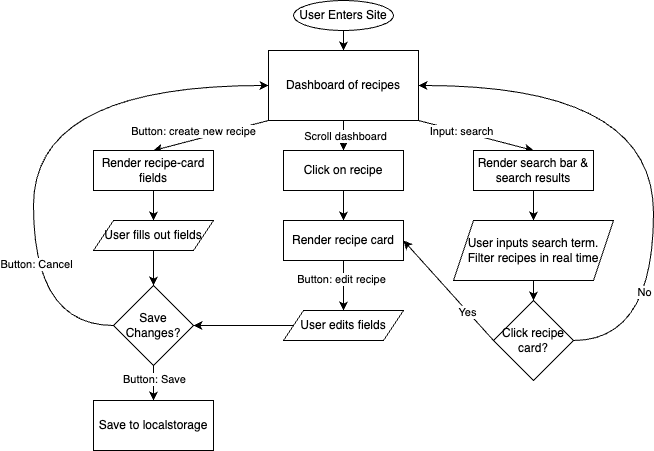 User Enters Site
Dashboard of recipes
Button: create new recipe
Scroll dashboard
Input: search
Render recipe-card
fields
Click on recipe
Render search bar &
search results
User fills out fields
Render recipe card
User inputs search term.
Filter recipes in real time
Button: Cancel
Button: edit recipe
No
Yes
Save
Changes?
User edits fields
Click recipe
card?
Button: Save
Save to localstorage